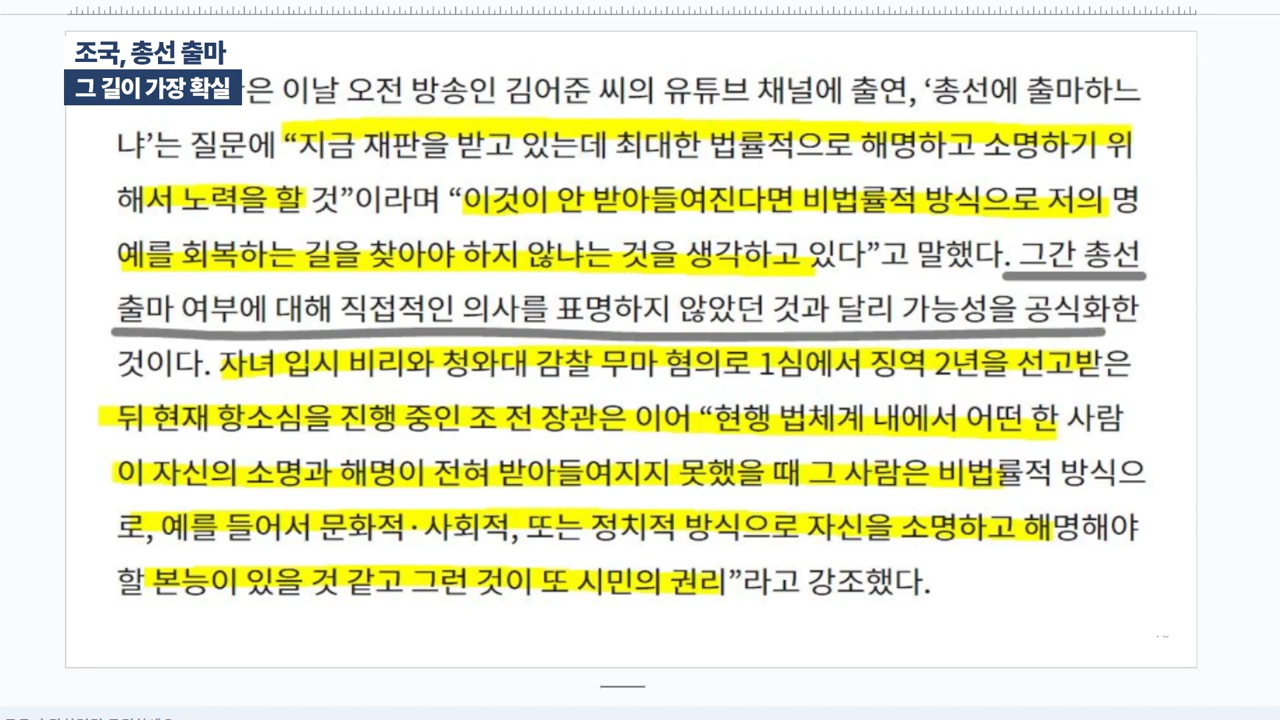 조국, 총선 출마
그 길이 가장 확실
은 이날 오전 방송인 김어준 씨의 유튜브 채널에 출연, ‘총선에 출마하느
냐’는 질문에 “지금 재판을 받고 있는데 최대한 법률적으로 해명하고 소명하기 위
해서 노력을 할 것”이라며 “이것이 안 받아들여진다면 비법률적 방식으로 저의 명
예를 회복하는 길을 찾아야 하지 않냐는 것을 생각하고 있다”고 말했다. 그간 총선
출마 여부에 대해 직접적인 의사를 표명하지 않았던 것과 달리 가능성을 공식화한
것이다. 자녀 입시 비리와 청와대 감찰 무마 혐의로 1심에서 징역 2년을 선고받은
뒤 현재 항소심을 진행 중인 조 전 장관은 이어 “현행 법체계 내에서 어떤 한 사람
이 자신의 소명과 해명이 전혀 받아들여지지 못했을 때 그 사람은 비법률적 방식으
로, 예를 들어서 문화적·사회적, 또는 정치적 방식으로 자신을 소명하고 해명해야
할 본능이 있을 것 같고 그런 것이 또 시민의 권리”라고 강조했다.